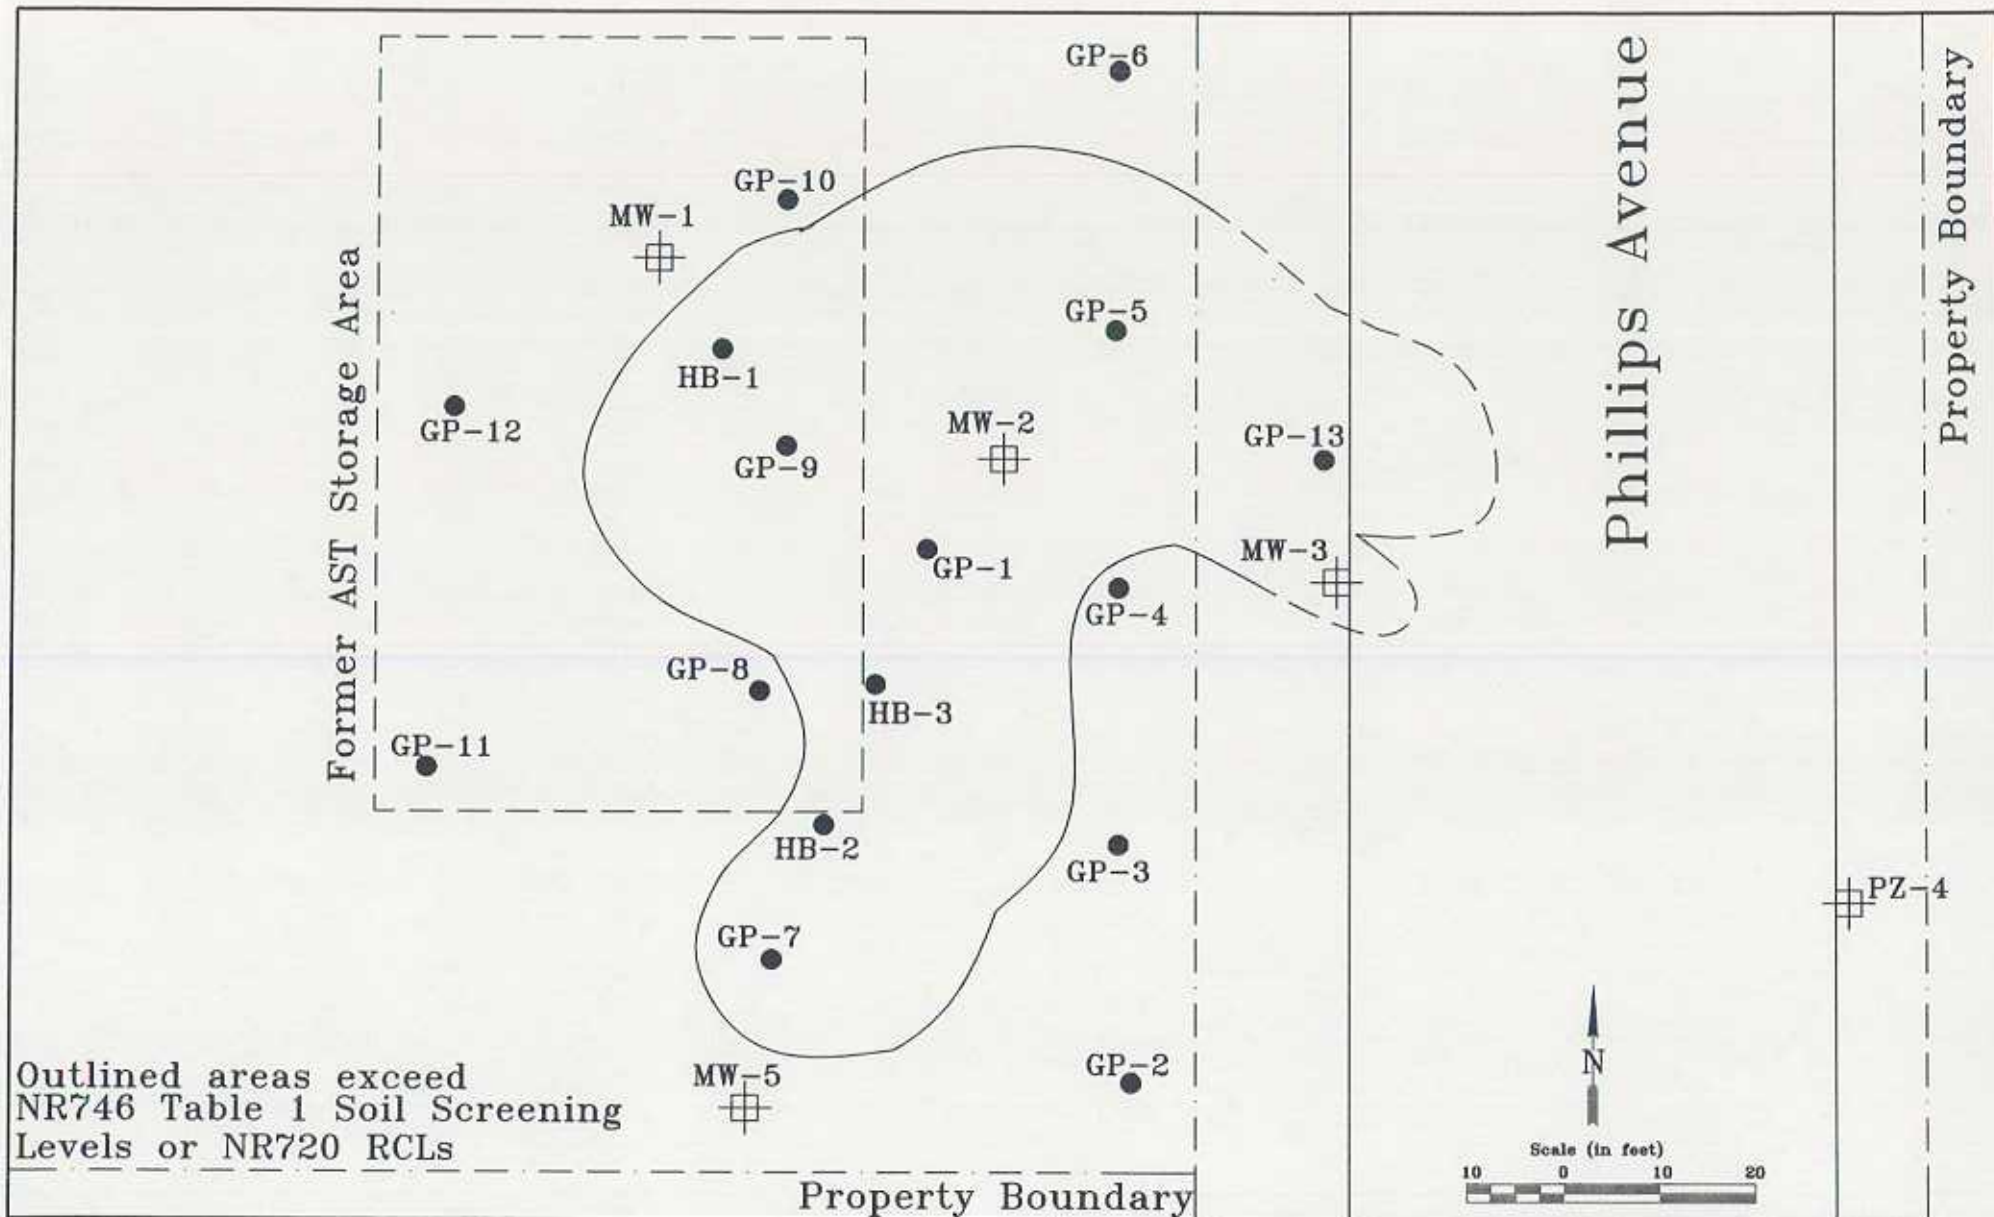 GP-6
GP-10
MW-1
GP-5
HB-1
GP-12
MW-2
GP-13
GP-9
MW-3
GP-1
GP-4
GP-8
HB-3
GP-11
HB-2
GP-3
PZ-4
GP-7
MW-5
GP-2
Former AST Storage Area
Phillips Avenue
Property Boundary
Outlined areas exceed
NR746 Table 1 Soil Screening
Levels or NR720 RCLs
Property Boundary
N
Scale (in feet)
10 0 10 20